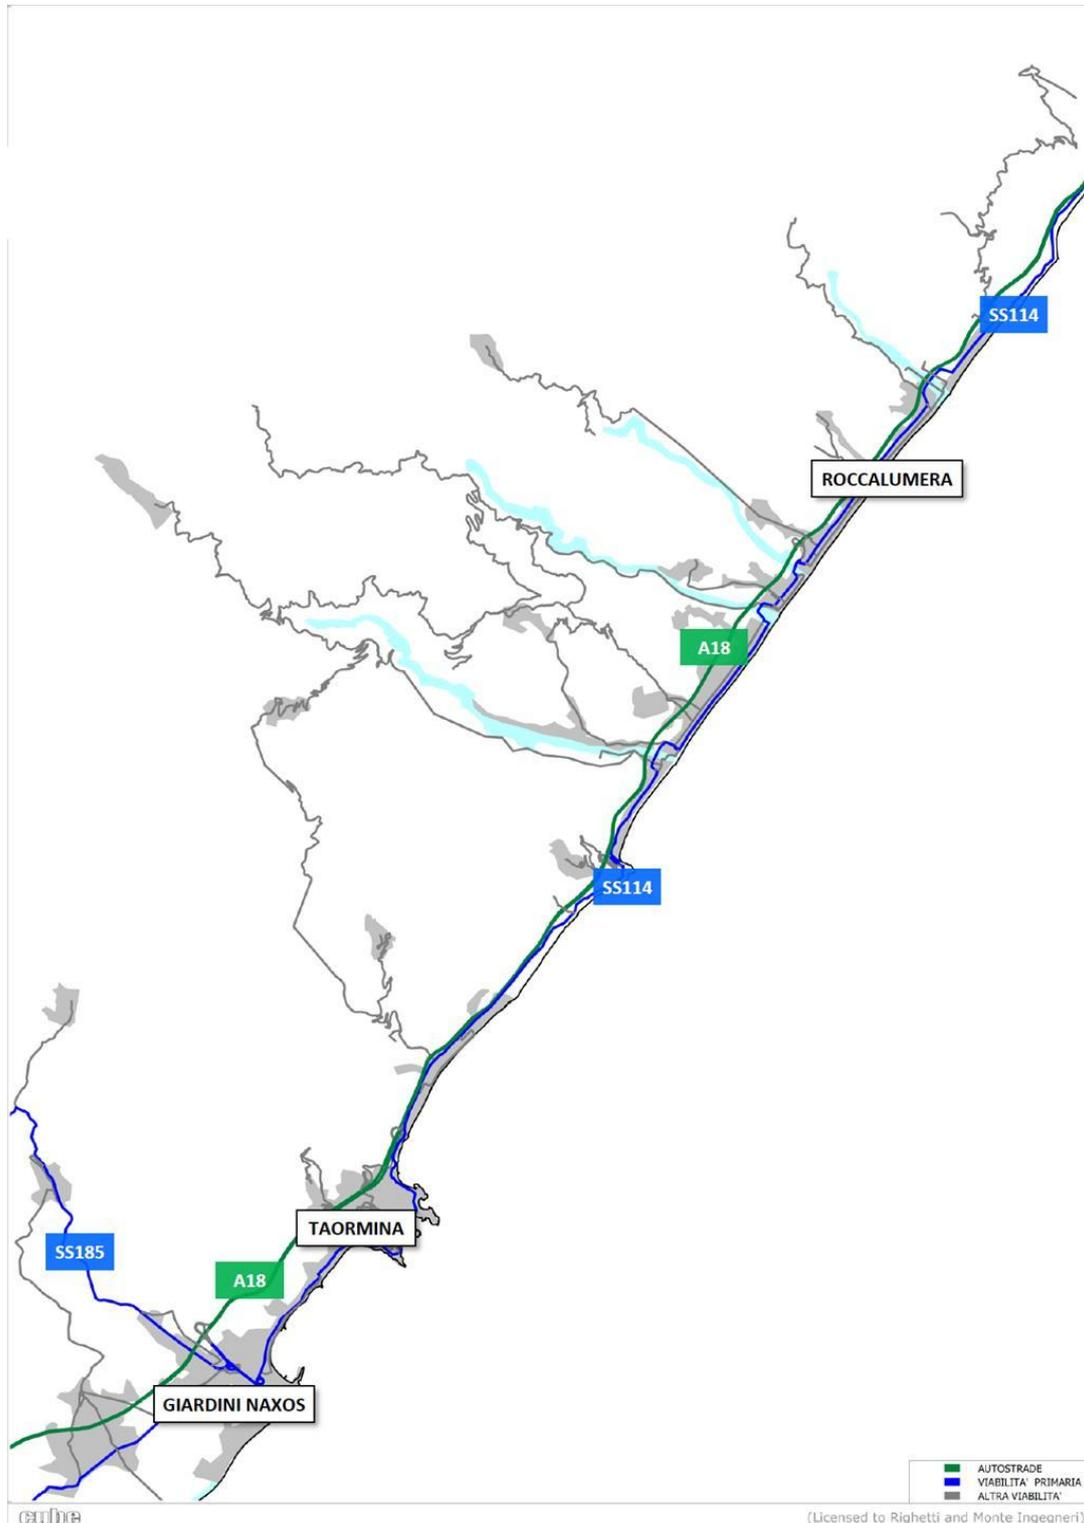 SS114
ROCCALUMERA
A18
SS114
TAORMINA
SS185
A18
GIARDINI NAXOS
AUTOSTRADE
VIABILITA' PRIMARIA
ALTRA VIABILITA'
cube
(Licensed to Righetti and Monte Ingegneri)